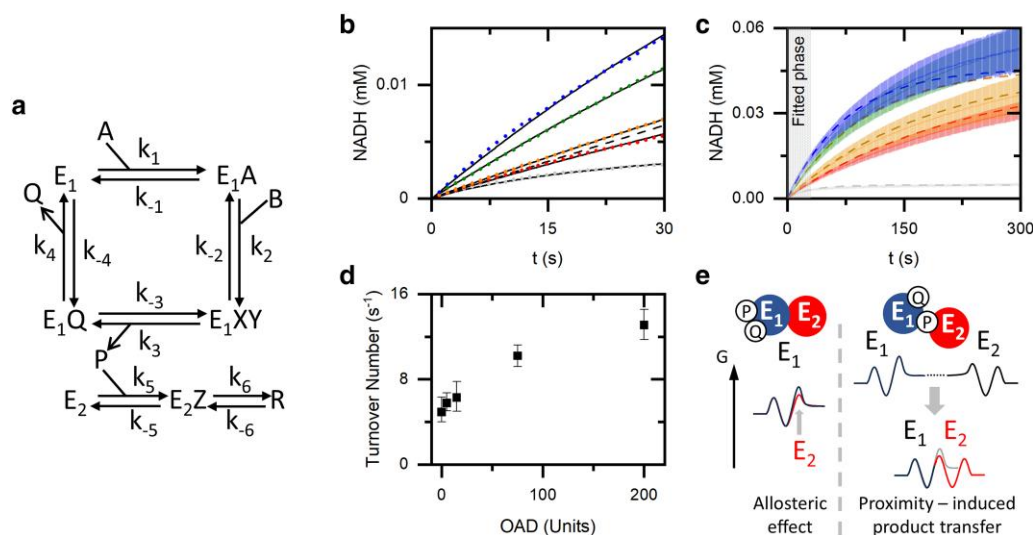 a
A
k1
E1
E1A
k-1
Q
B
k4
k-4
k-2
k2
k-3
E1Q
E1XY
k3
P
k5
k6
E2
E2Z
R
k-5
k-6
b
NADH (mM)
0.01
0
0
15
30
t (s)
c
NADH (mM)
0.06
0.03
0.00
Fitted phase
0
150
300
t (s)
d
Turnover Number (s-1)
16
8
0
0
100
200
OAD (Units)
e
P
Q
E1
E2
Q
E1
P
E2
G
E1
E1
E2
E2
E1
E2
Allosteric
effect
Proximity – induced
product transfer